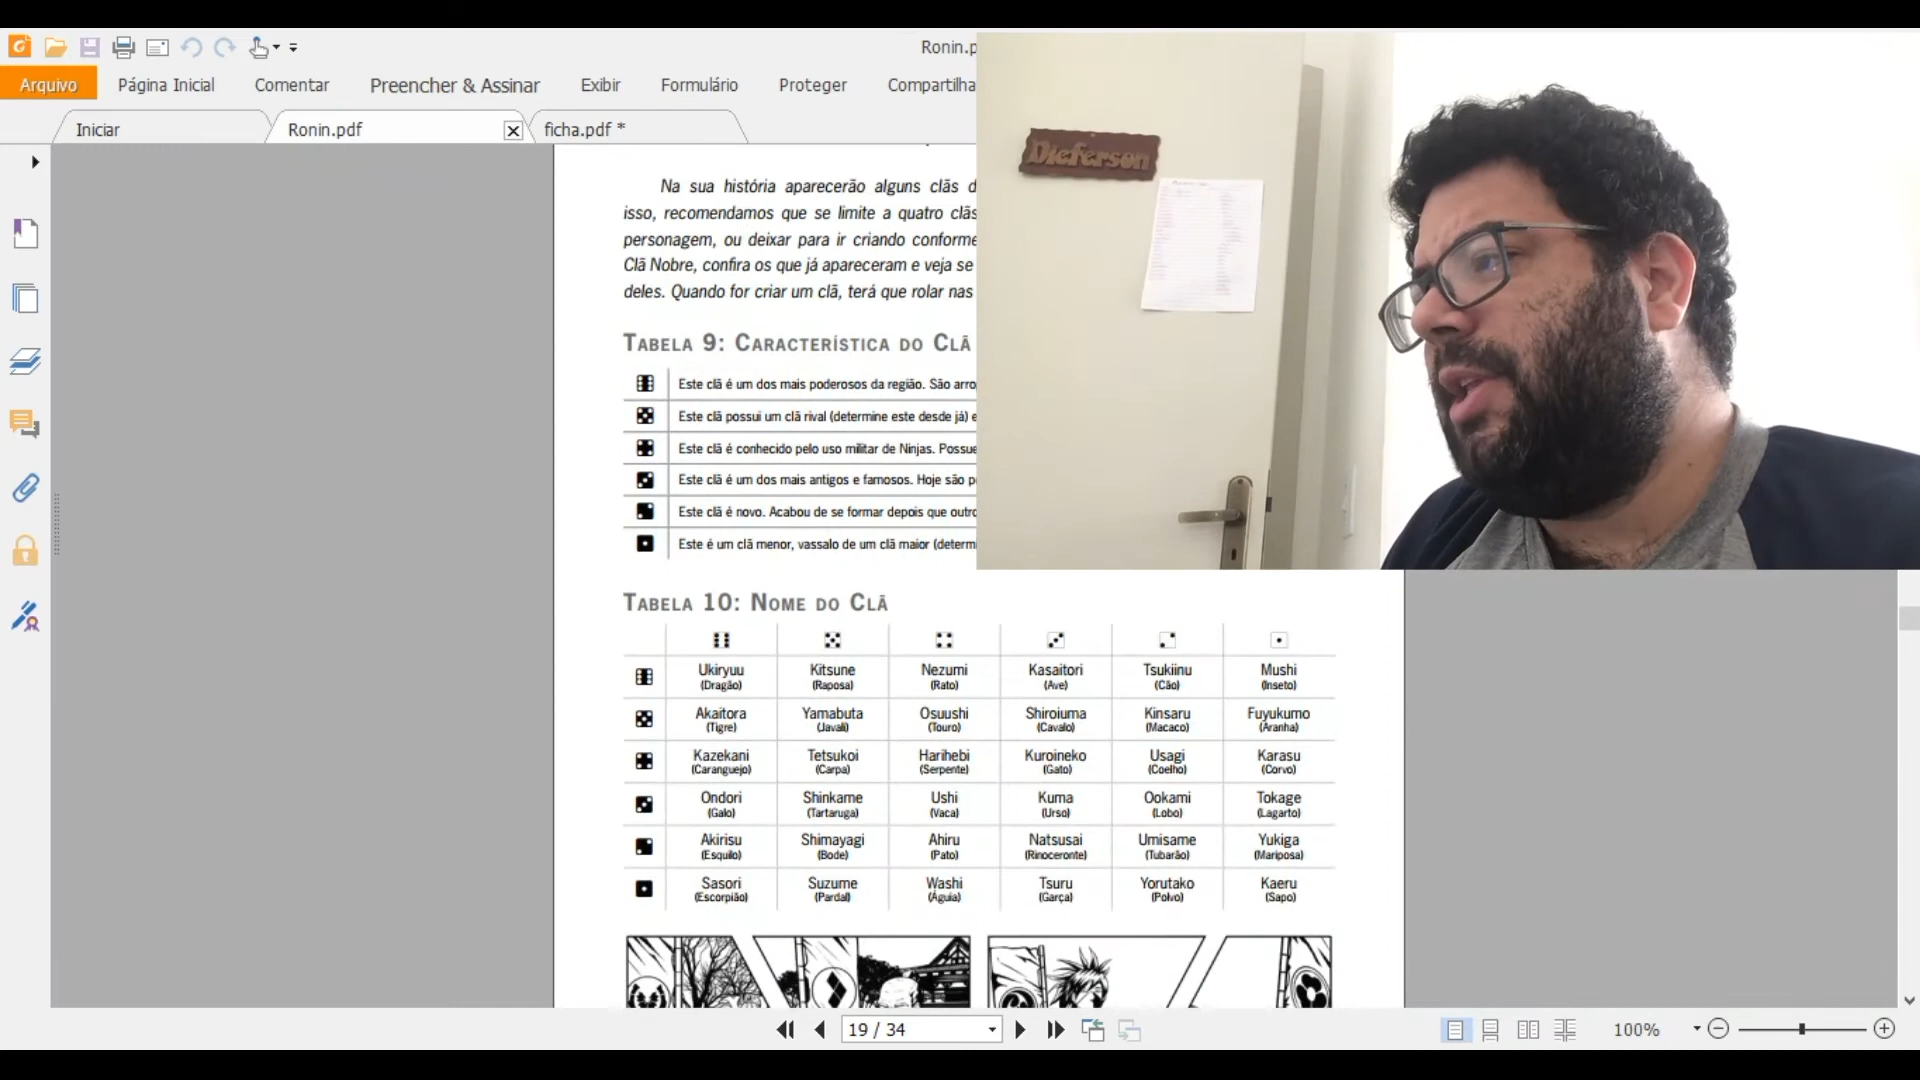 Ronin.p
Arquivo Página Inicial Comentar Preencher & Assinar Exibir Formulário Proteger Compartilha
Iniciar Ronin.pdf ficha.pdf *
Na sua história aparecerão alguns clãs d
isso, recomendamos que se limite a quatro clãs
personagem, ou deixar para ir criando conforme
Clã Nobre, confira os que já apareceram e veja se
deles. Quando for criar um clã, terá que rolar nas
TABELA 9: CARACTERÍSTICA DO CLÃ
Este clã é um dos mais poderosos da região. São arro
Este clã possui um clã rival (determine este desde já) e
Este clã é conhecido pelo uso militar de Ninjas. Possue
Este clã é um dos mais antigos e famosos. Hoje são p
Este clã é novo. Acabou de se formar depois que outro
Este é um clã menor, vassalo de um clã maior (determ
Dieferson
TABELA 10: NOME DO CLÃ
Ukiryuu Kitsune Nezumi Kasaitori Tsukiinu Mushi
(Dragão) (Raposa) (Rato) (Ave) (Cão) (Inseto)
Akaitora Yamabuta Osuushi Shiroiuma Kinsaru Fuyukumo
(Tigre) (Javali) (Touro) (Cavalo) (Macaco) (Aranha)
Kazekani Tetsukoi Harihebi Kuroineko Usagi Karasu
(Caranguejo) (Carpa) (Serpente) (Gato) (Coelho) (Corvo)
Ondori Shinkame Ushi Kuma Ookami Tokage
(Galo) (Tartaruga) (Vaca) (Urso) (Lobo) (Lagarto)
Akirisu Shimayagi Ahiru Natsusai Umisame Yukiga
(Esquilo) (Bode) (Pato) (Rinoceronte) (Tubarão) (Mariposa)
Sasori Suzume Washi Tsuru Yorutako Kaeru
(Escorpião) (Pardal) (Águia) (Garça) (Polvo) (Sapo)
19 / 34
100%